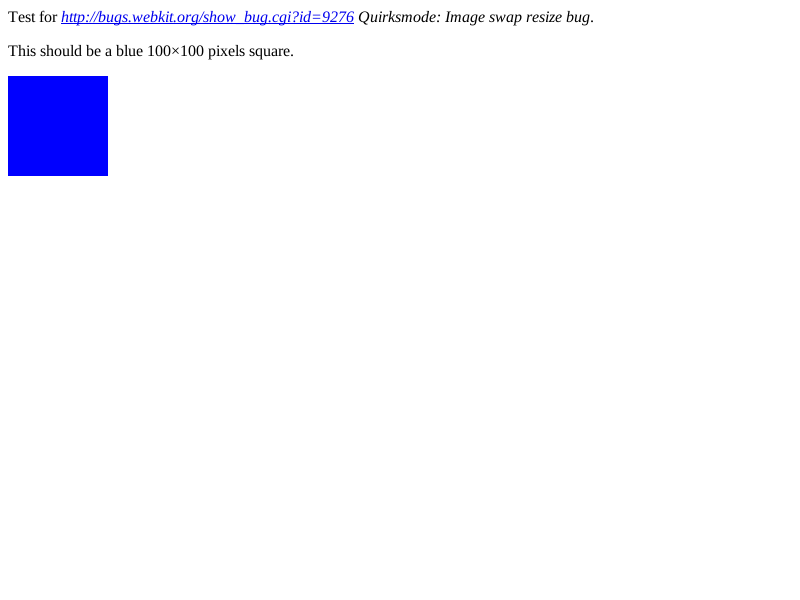 Test for http://bugs.webkit.org/show_bug.cgi?id=9276 Quirksmode: Image swap resize bug.
This should be a blue 100×100 pixels square.